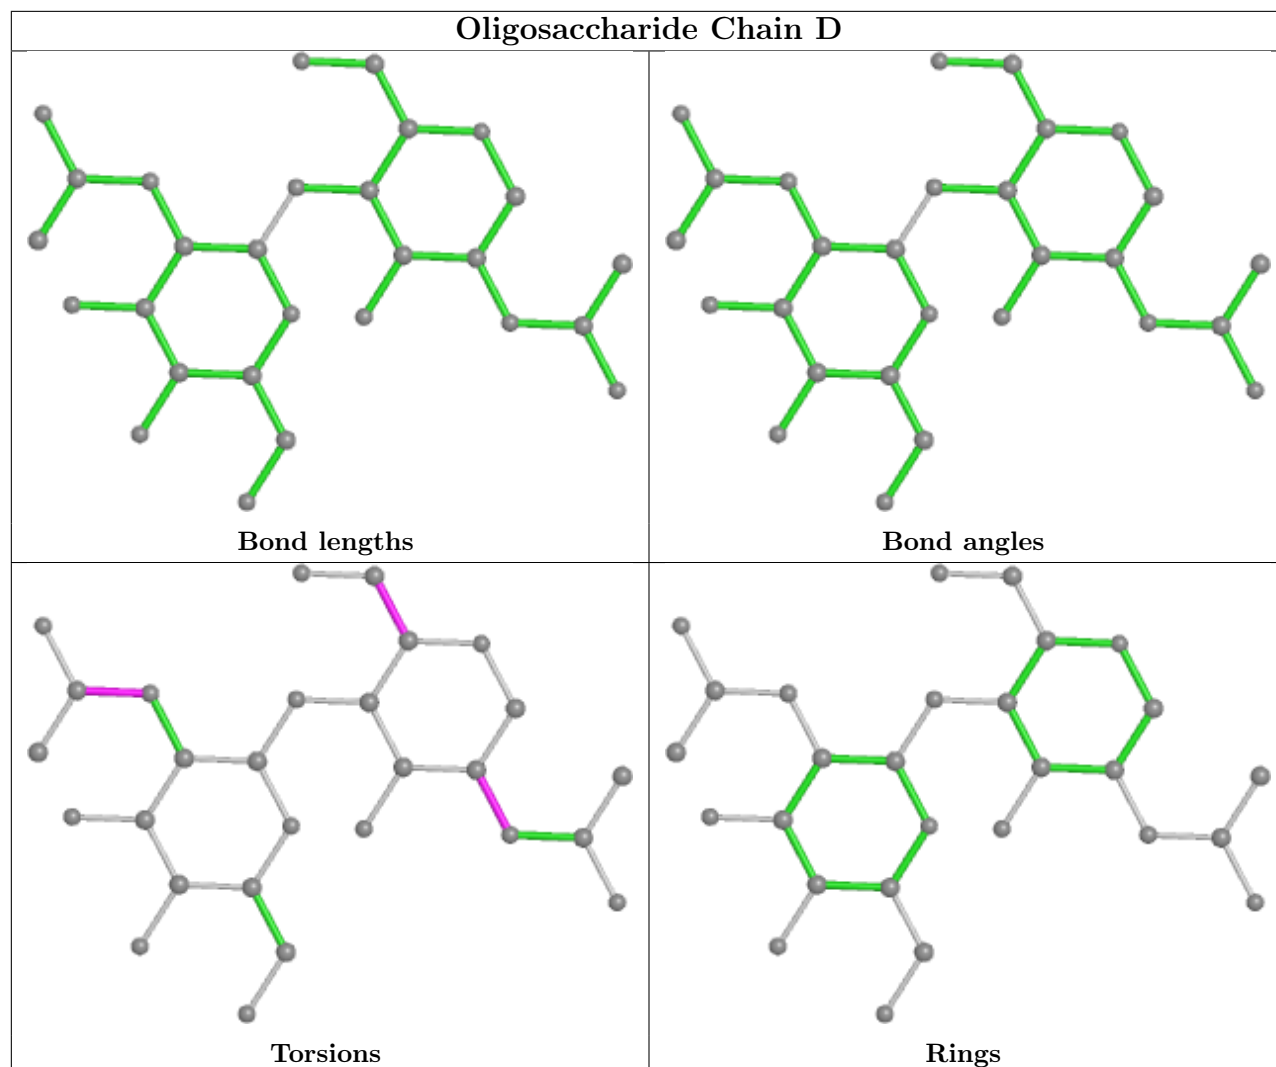 Oligosaccharide Chain D
Bond lengths
Bond angles
Torsions
Rings